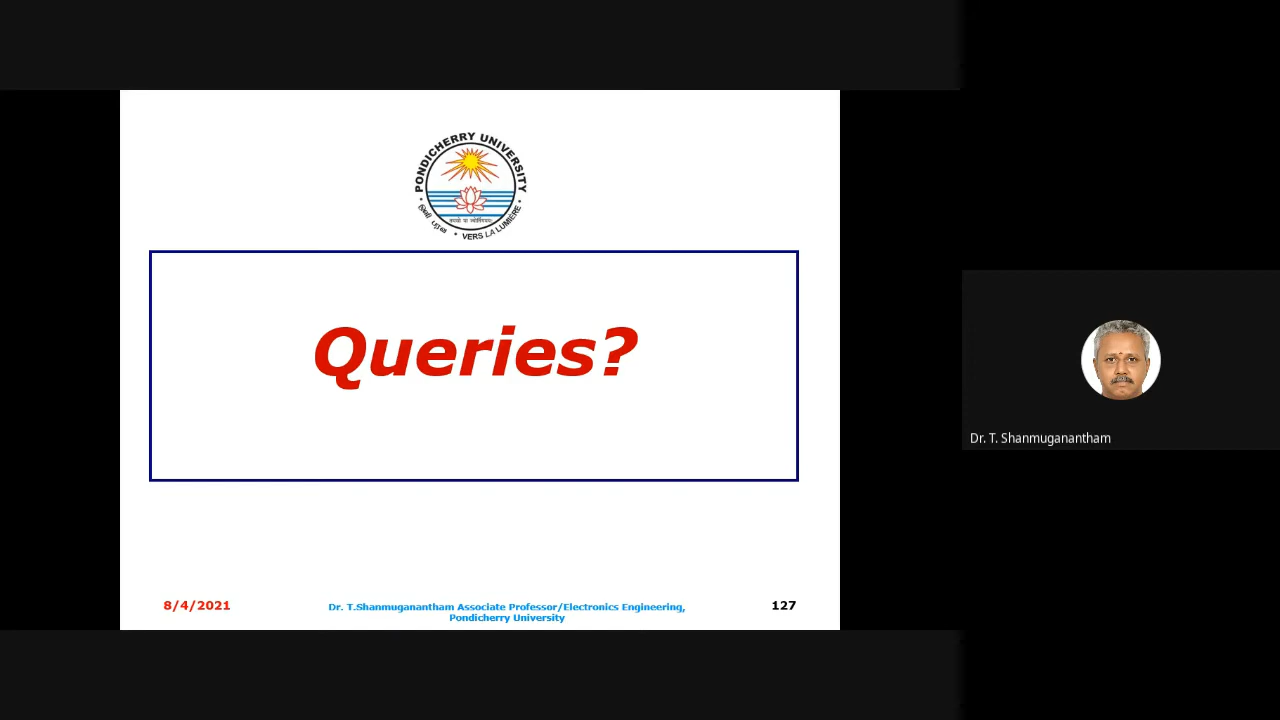 PONDICHERRY UNIVERSITY
VERS LA LUMIÈRE
Queries?
8/4/2021
Dr. T.Shanmuganantham Associate Professor/Electronics Engineering,
Pondicherry University
127
Dr. T. Shanmuganantham